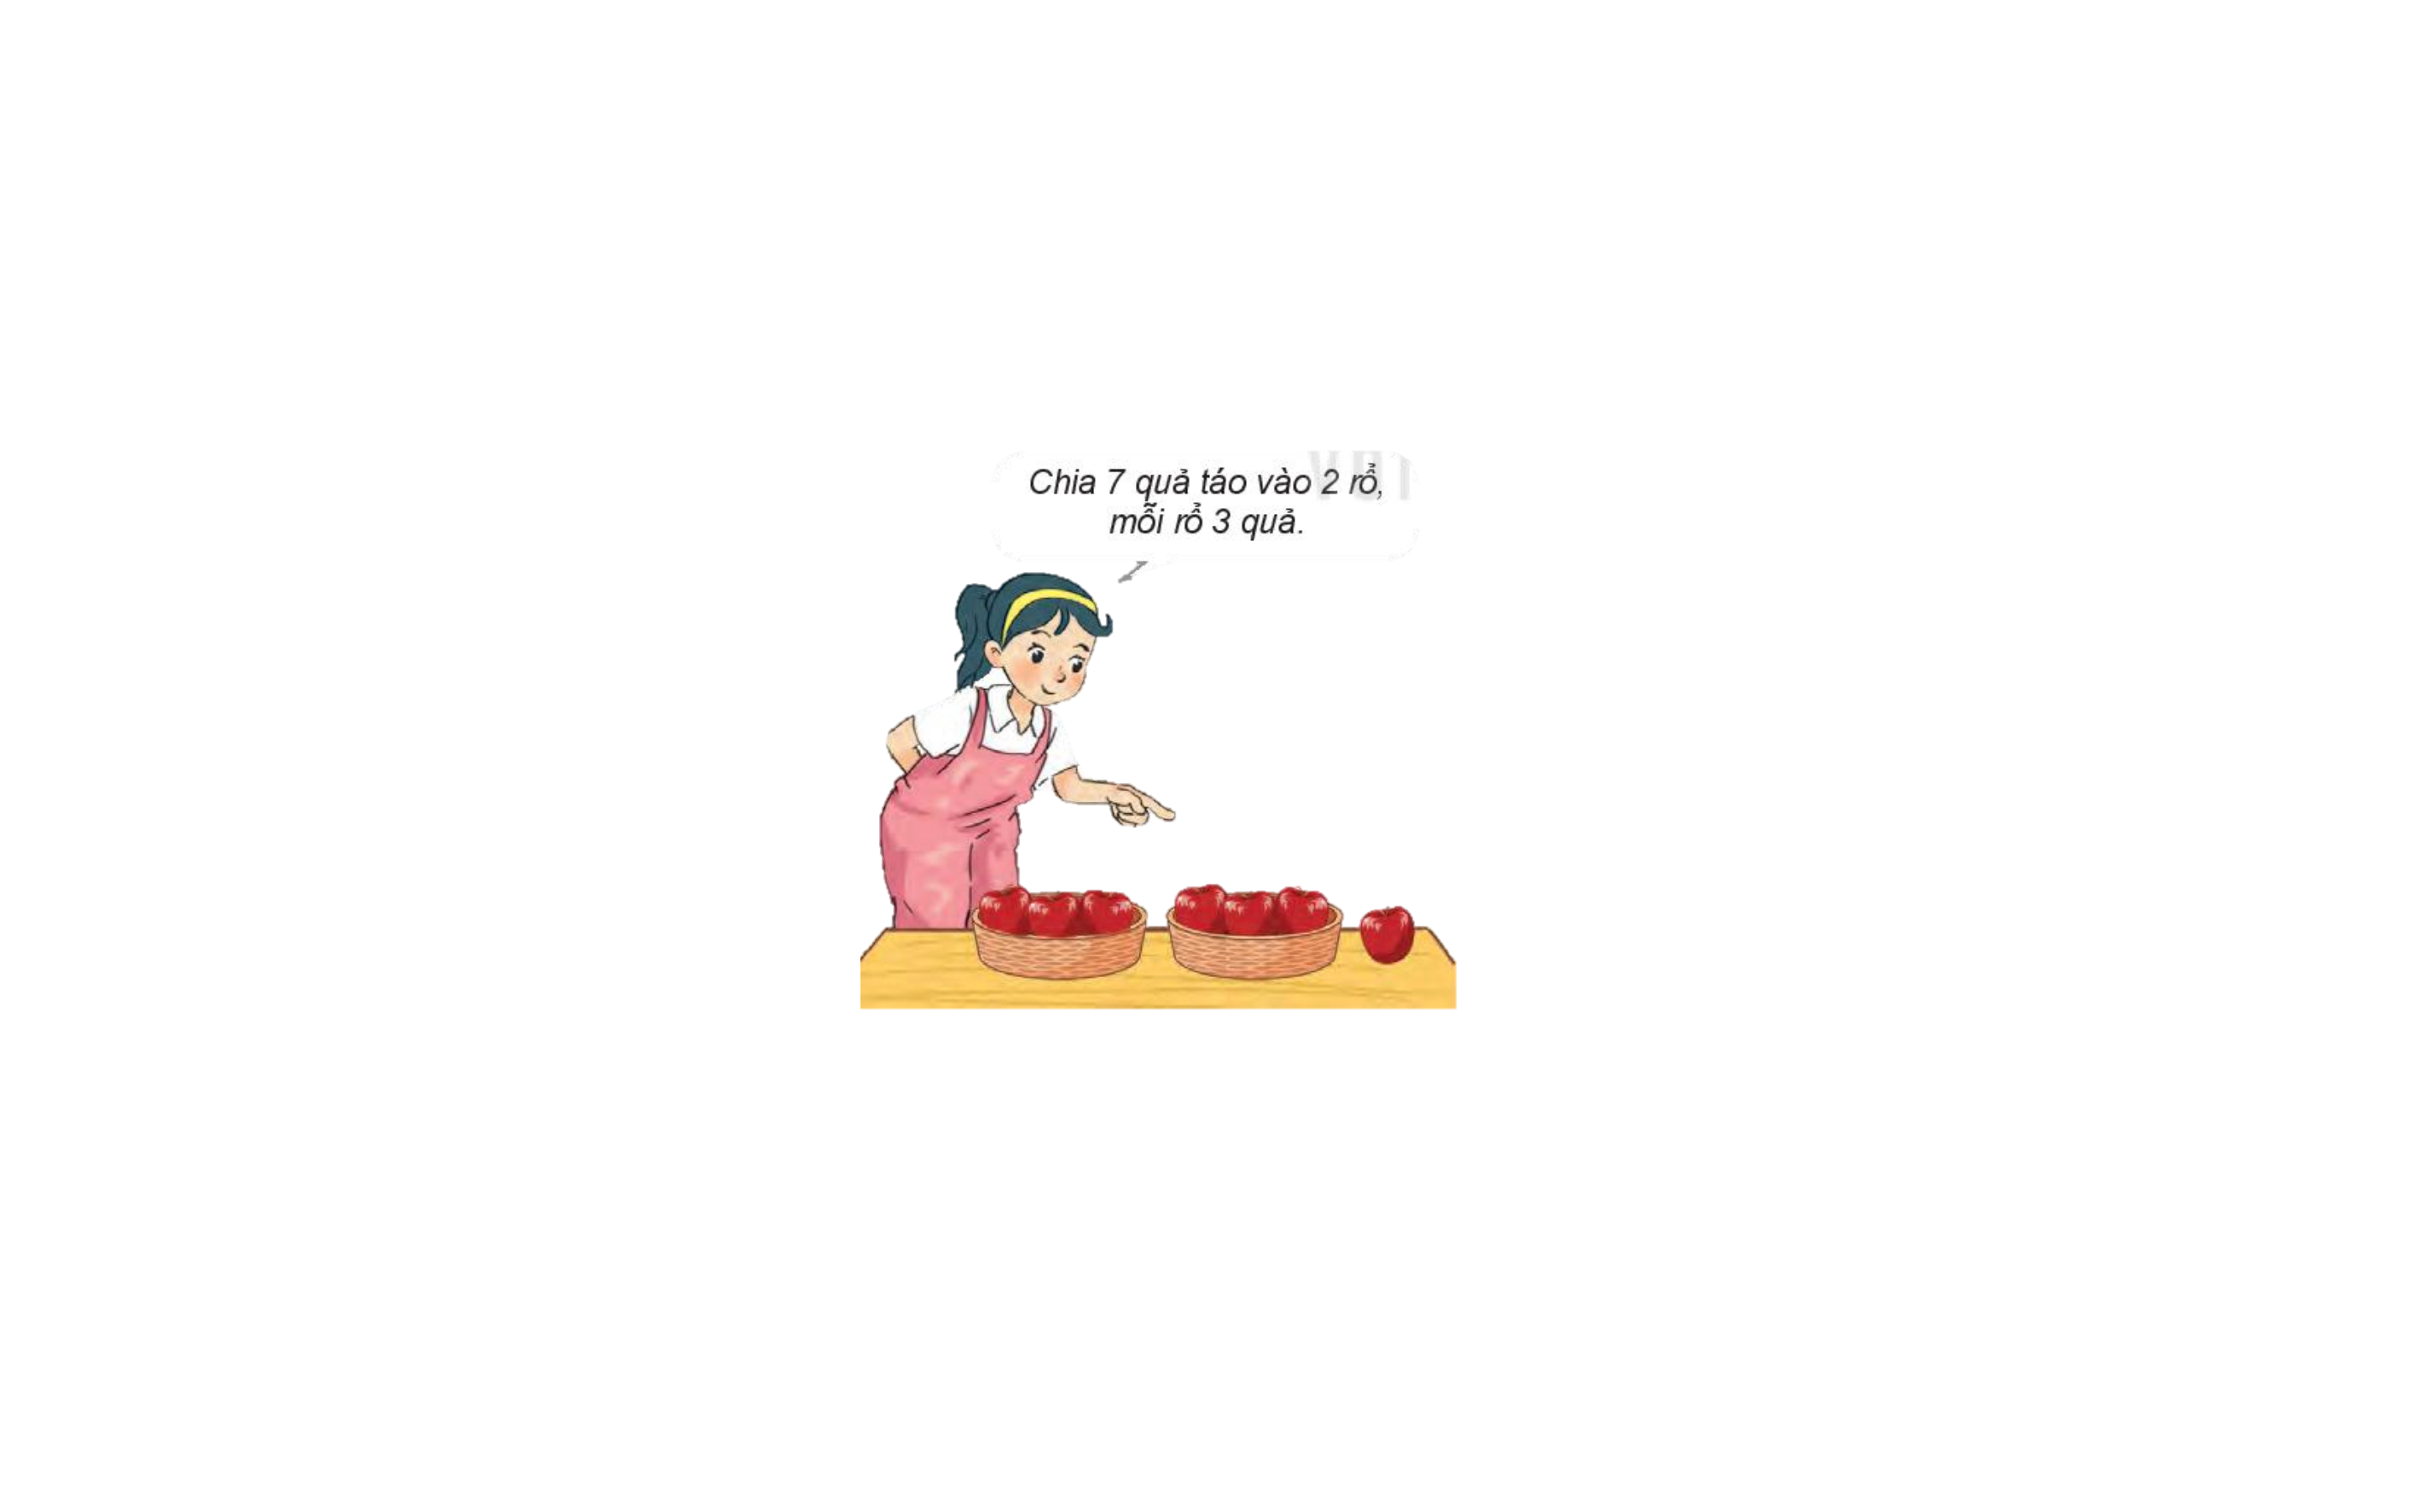 Chia 7 quả táo vào 2 rổ,
mỗi rổ 3 quả.